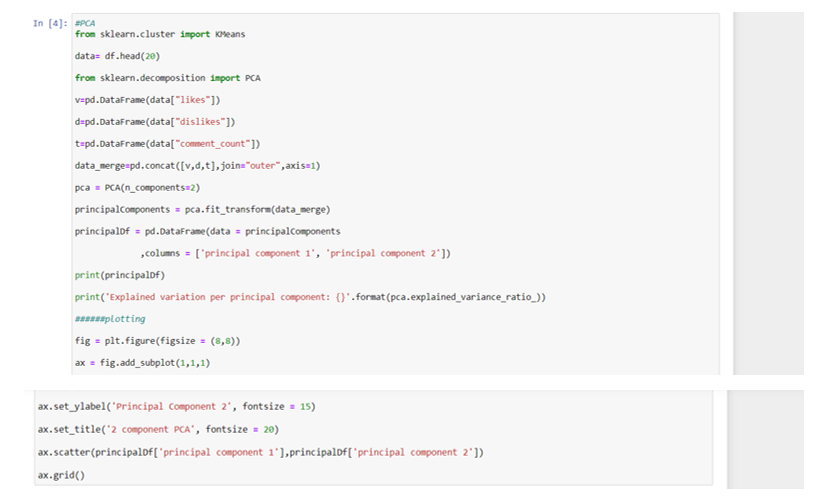 In [4]: #PCA
from sklearn.cluster import KMeans
data= df.head(20)
from sklearn.decomposition import PCA
v=pd.DataFrame(data["likes"])
d=pd.DataFrame(data["dislikes"])
t=pd.DataFrame(data["comment_count"])
data_merge=pd.concat([v,d,t],join="outer",axis=1)
pca = PCA(n_components=2)
principalComponents = pca.fit_transform(data_merge)
principalDf = pd.DataFrame(data = principalComponents
,columns = ['principal component 1', 'principal component 2'])
print(principalDf)
print('Explained variation per principal component: {}'.format(pca.explained_variance_ratio_))
######plotting
fig = plt.figure(figsize = (8,8))
ax = fig.add_subplot(1,1,1)
ax.set_ylabel('Principal Component 2', fontsize = 15)
ax.set_title('2 component PCA', fontsize = 20)
ax.scatter(principalDf['principal component 1'],principalDf['principal component 2'])
ax.grid()